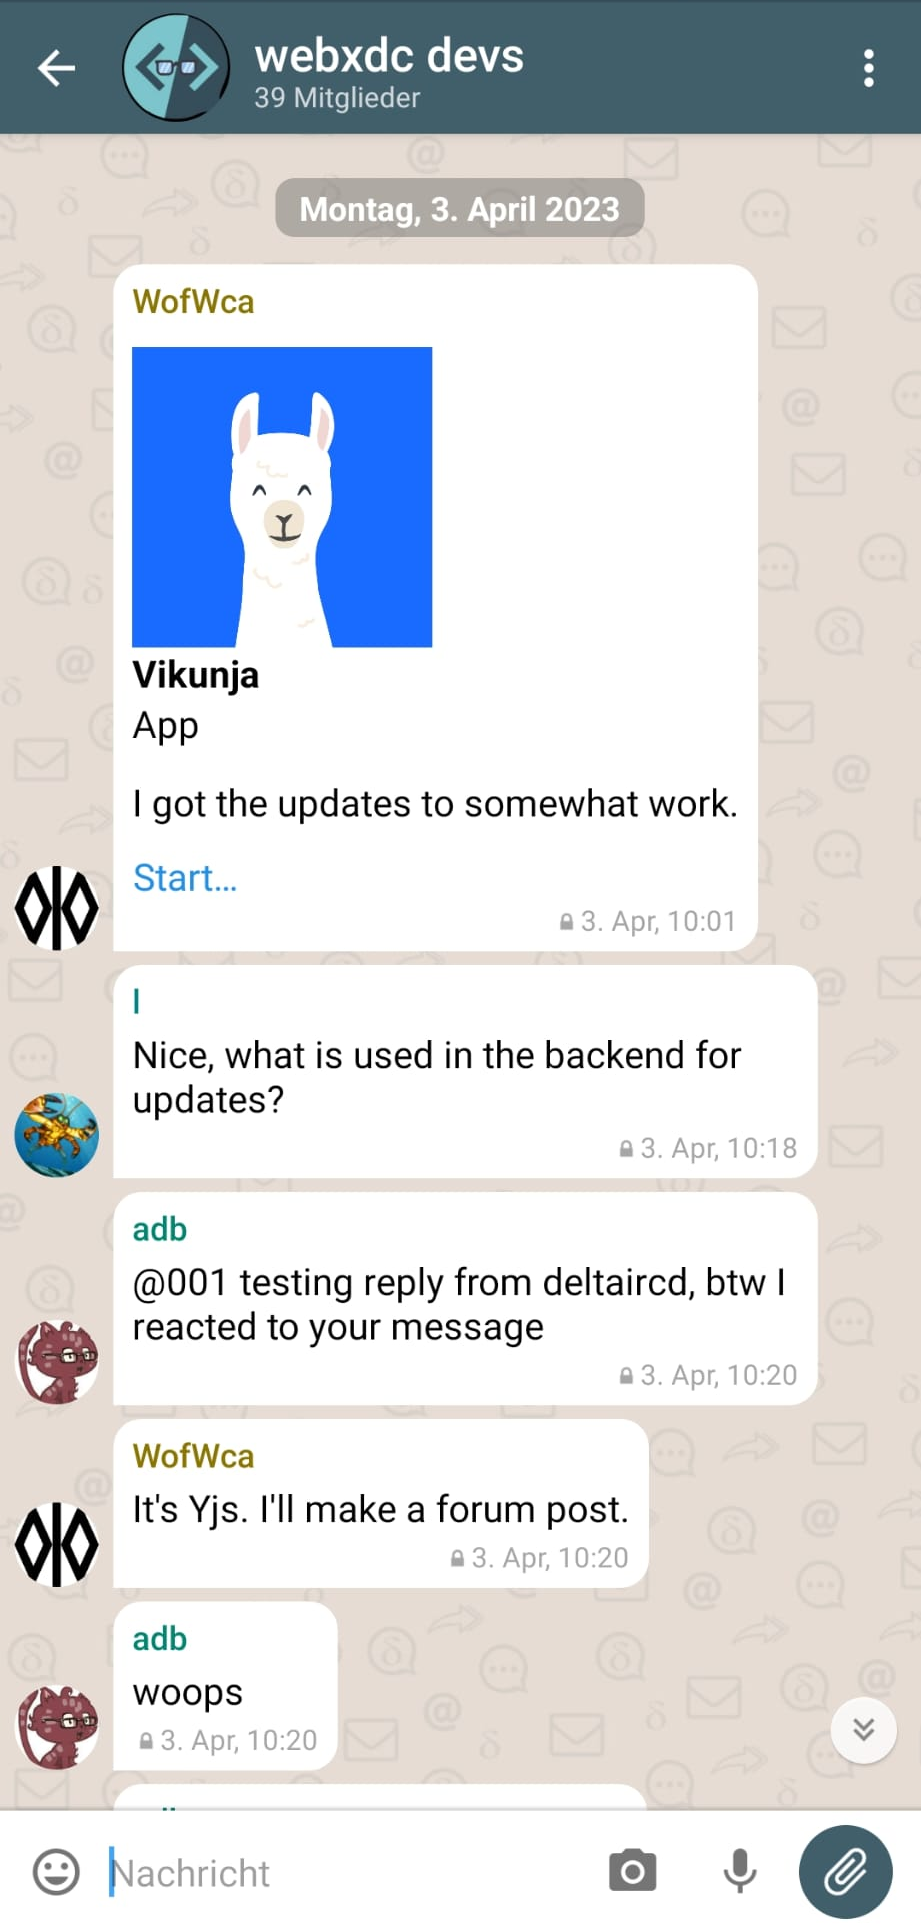 webxdc devs
39 Mitglieder
Montag, 3. April 2023
WofWca
Vikunja
App
I got the updates to somewhat work.
Start...
3. Apr, 10:01
l
Nice, what is used in the backend for
updates?
3. Apr, 10:18
adb
@001 testing reply from deltaircd, btw I
reacted to your message
3. Apr, 10:20
WofWca
It's Yjs. I'll make a forum post.
3. Apr, 10:20
adb
woops
3. Apr, 10:20
Nachricht